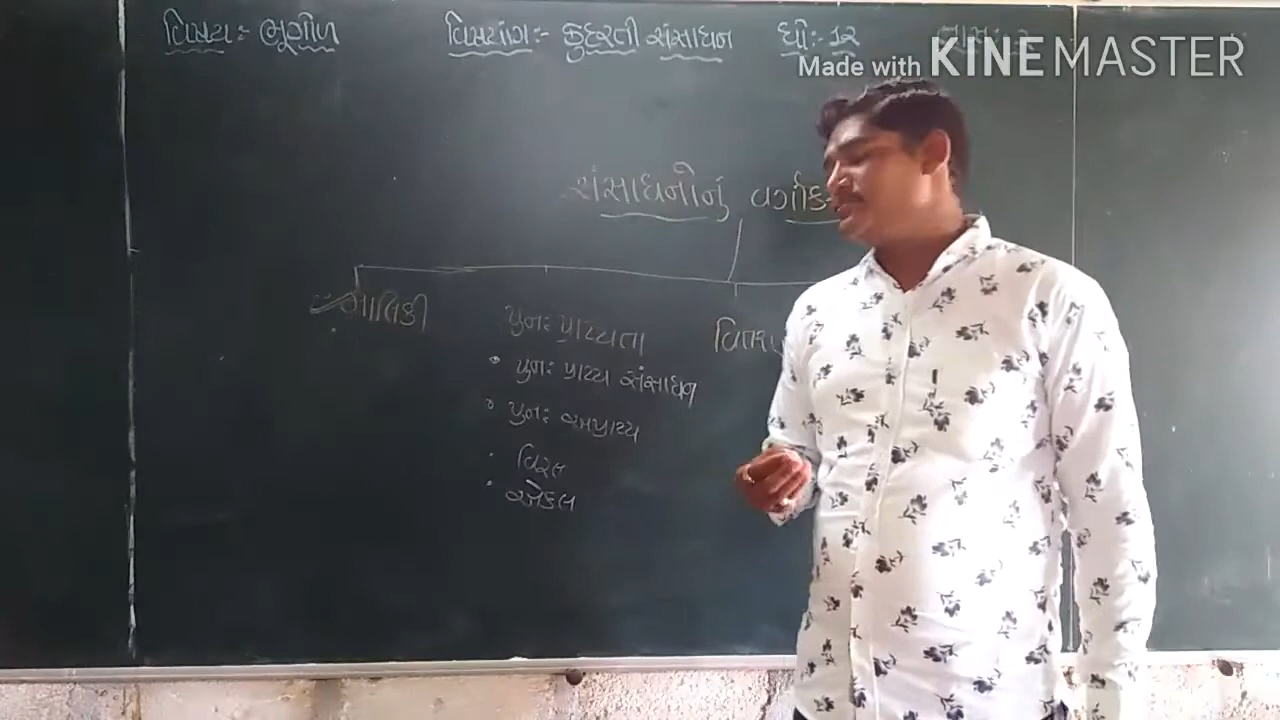 વિષય:- ભૂગોળ વિષયાંગ:- કુદરતી સંસાધન ધો:- ૧૨
Made with KINEMASTER
સંસાધનોનું વર્ગીક
માલિકી
પુનઃ પ્રાપ્યતા
• પુનઃ પ્રાપ્ય સંસાધન
• પુનઃ અપ્રાપ્ય
• વિરલ
• એકલ